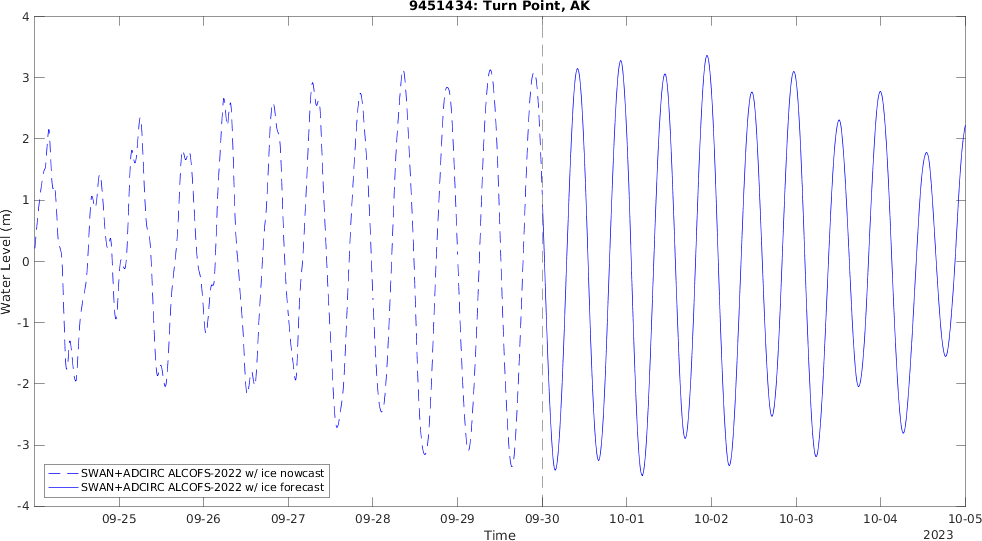 9451434: Turn Point, AK
4
3
2
1
0
-1
-2
-3
-4
Water Level (m)
SWAN+ADCIRC ALCOFS-2022 w/ ice nowcast
SWAN+ADCIRC ALCOFS-2022 w/ ice forecast
09-25 09-26 09-27 09-28 09-29 09-30 10-01 10-02 10-03 10-04 10-05
Time
2023